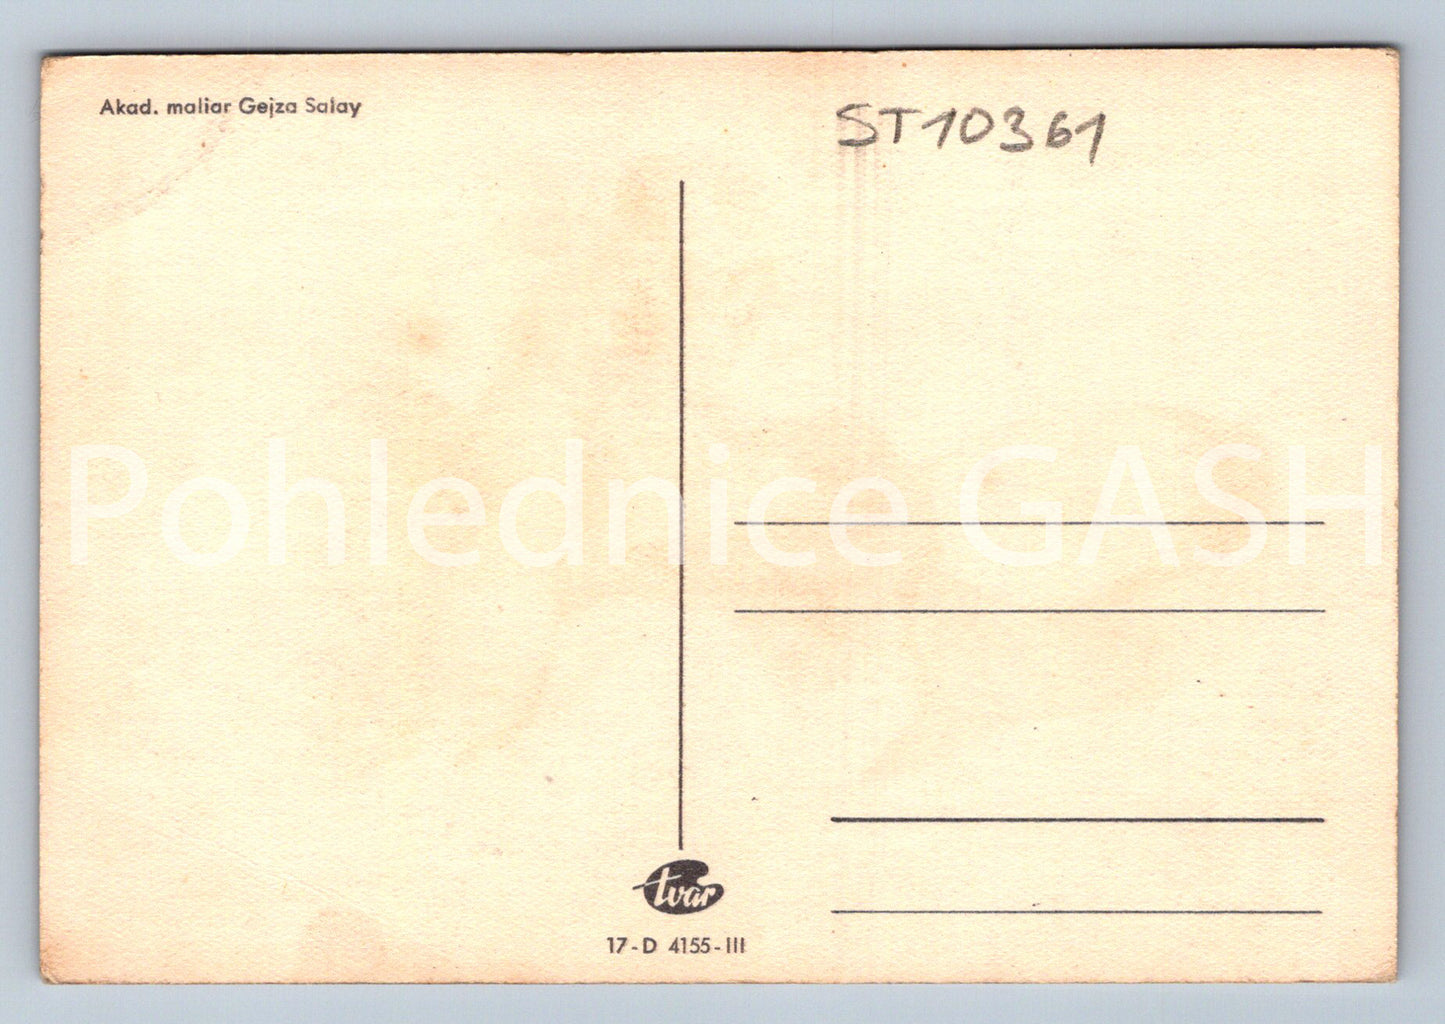 Akad. maliar Gejza Salay
ST10361
Pohlednice GASH
tvar
17-D 4155-III